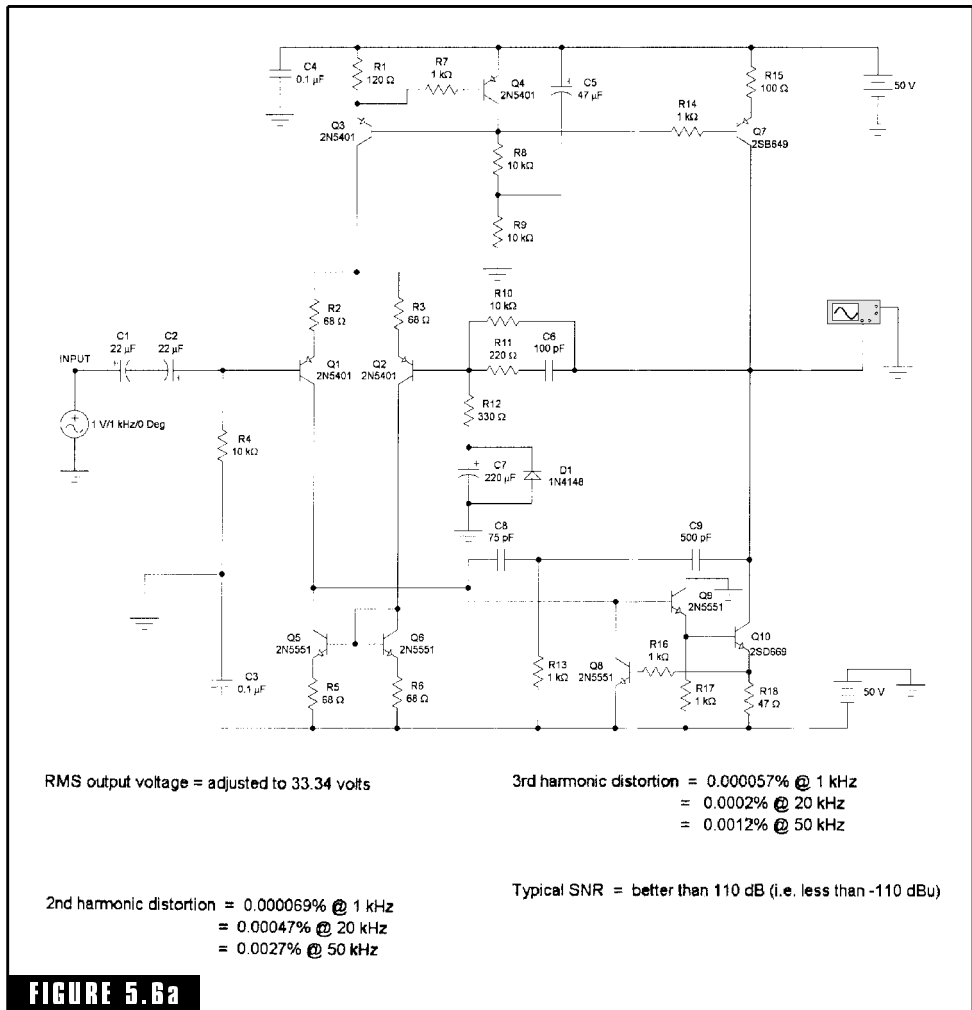 C4
0.1 µF
R1
120 Ω
R7
1 kΩ
Q4
2N5401
C5
47 µF
R15
100 Ω
50 V
Q3
2N5401
R14
1 kΩ
Q7
2SB649
R8
10 kΩ
R9
10 kΩ
R2
68 Ω
R3
68 Ω
R10
10 kΩ
R11
220 Ω
C6
100 pF
C1
22 µF
C2
22 µF
INPUT
Q1
2N5401
Q2
2N5401
R12
330 Ω
1 V/1 kHz/0 Deg
R4
10 kΩ
C7
220 µF
D1
1N4148
C8
75 pF
C9
500 pF
Q9
2N5551
Q5
2N5551
Q6
2N5551
Q10
2SD669
R16
1 kΩ
Q8
2N5551
R13
1 kΩ
C3
0.1 µF
R5
68 Ω
R6
68 Ω
R17
1 kΩ
R18
47 Ω
50 V
RMS output voltage = adjusted to 33.34 volts
3rd harmonic distortion = 0.000057% @ 1 kHz
= 0.0002% @ 20 kHz
= 0.0012% @ 50 kHz
Typical SNR = better than 110 dB (i.e. less than -110 dBu)
2nd harmonic distortion = 0.000069% @ 1 kHz
= 0.00047% @ 20 kHz
= 0.0027% @ 50 kHz
FIGURE 5.6a